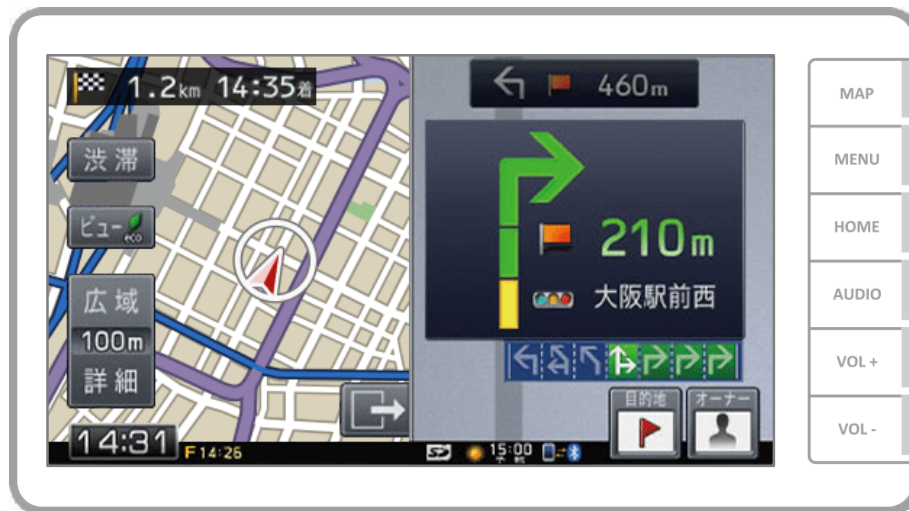 1.2km 14:35着
渋滞
ビュー
eco
広域
100m
詳細
14:31
F14:26
460m
210m
大阪駅前西
目的地
オーナー
15:00
MAP
MENU
HOME
AUDIO
VOL +
VOL -